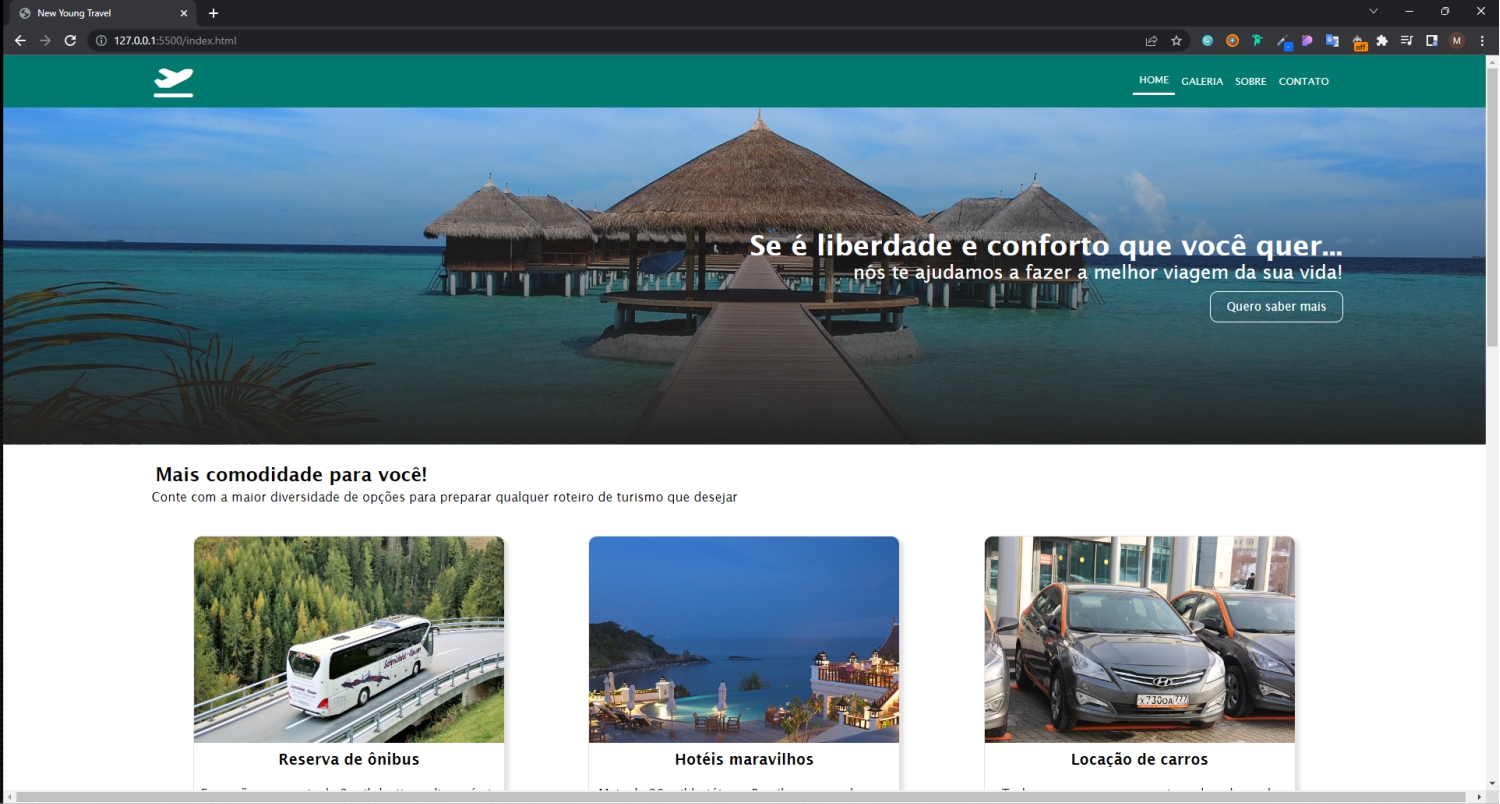 New Young Travel
127.0.0.1:5500/index.html
off
M
HOME GALERIA SOBRE CONTATO
Se é liberdade e conforto que você quer...
nós te ajudamos a fazer a melhor viagem da sua vida!
Quero saber mais
Mais comodidade para você!
Conte com a maior diversidade de opções para preparar qualquer roteiro de turismo que desejar
х730оа777
Reserva de ônibus
Hotéis maravilhos
Locação de carros